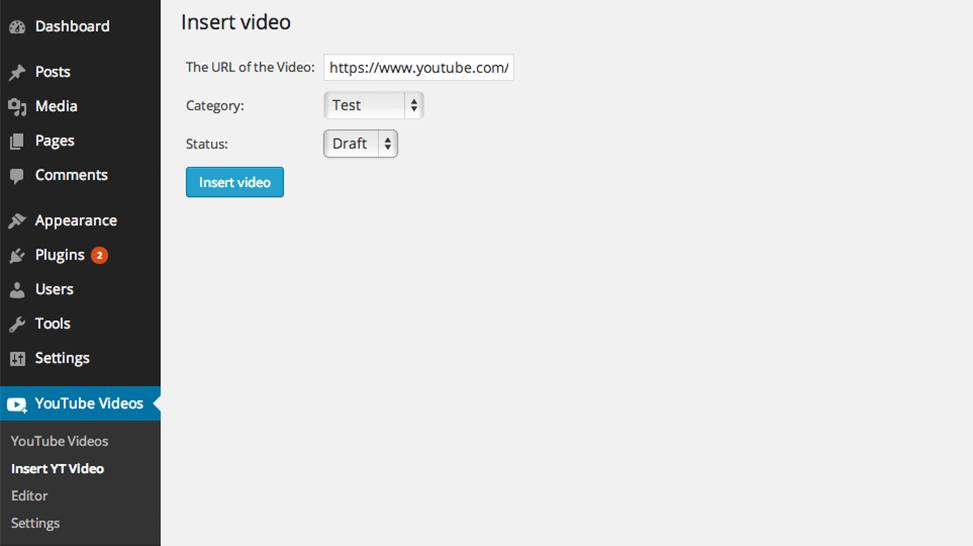 Dashboard
Posts
Media
Pages
Comments
Appearance
Plugins 2
Users
Tools
Settings
YouTube Videos
YouTube Videos
Insert YT Video
Editor
Settings
Insert video
The URL of the Video: https://www.youtube.com/
Category: Test
Status: Draft
Insert video